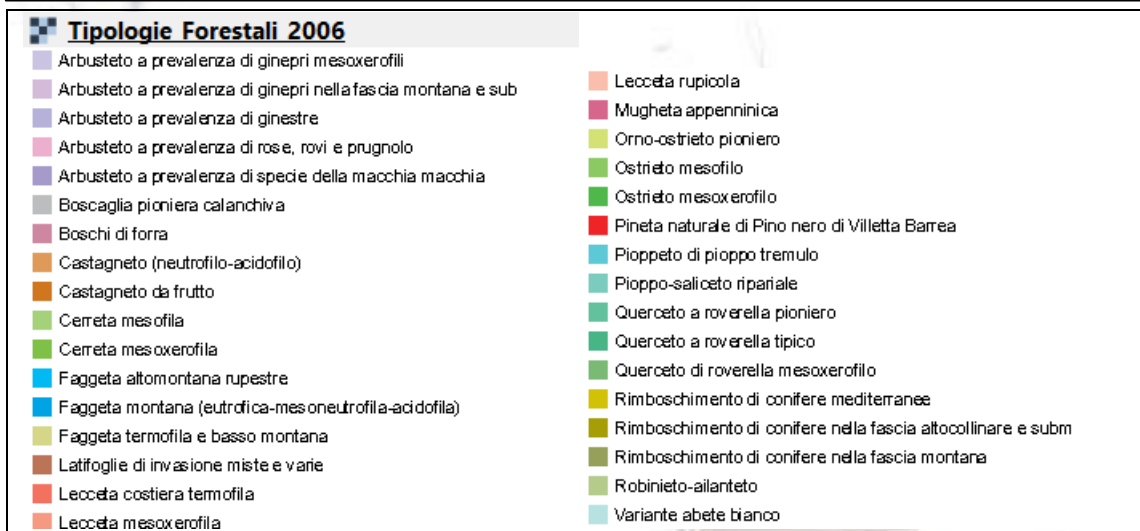 Tipologie Forestali 2006
Arbusteto a prevalenza di ginepri mesoxerofili
Arbusteto a prevalenza di ginepri nella fascia montana e sub
Arbusteto a prevalenza di ginestre
Arbusteto a prevalenza di rose, rovi e prugnolo
Arbusteto a prevalenza di specie della macchia macchia
Boscaglia pioniera calanchiva
Boschi di forra
Castagneto (neutrofilo-acidofilo)
Castagneto da frutto
Cerreta mesofila
Cerreta mesoxerofila
Faggeta altomontana rupestre
Faggeta montana (eutrofica-mesoneutrofila-acidofila)
Faggeta termofila e basso montana
Latifoglie di invasione miste e varie
Lecceta costiera termofila
Lecceta mesoxerofila
Lecceta rupicola
Mugheta appenninica
Orno-ostrieto pioniero
Ostrieto mesofilo
Ostrieto mesoxerofilo
Pineta naturale di Pino nero di Villetta Barrea
Pioppeto di pioppo tremulo
Pioppo-saliceto ripariale
Querceto a roverella pioniero
Querceto a roverella tipico
Querceto di roverella mesoxerofilo
Rimboschimento di conifere mediterranee
Rimboschimento di conifere nella fascia altocollinare e subm
Rimboschimento di conifere nella fascia montana
Robinieto-ailanteto
Variante abete bianco